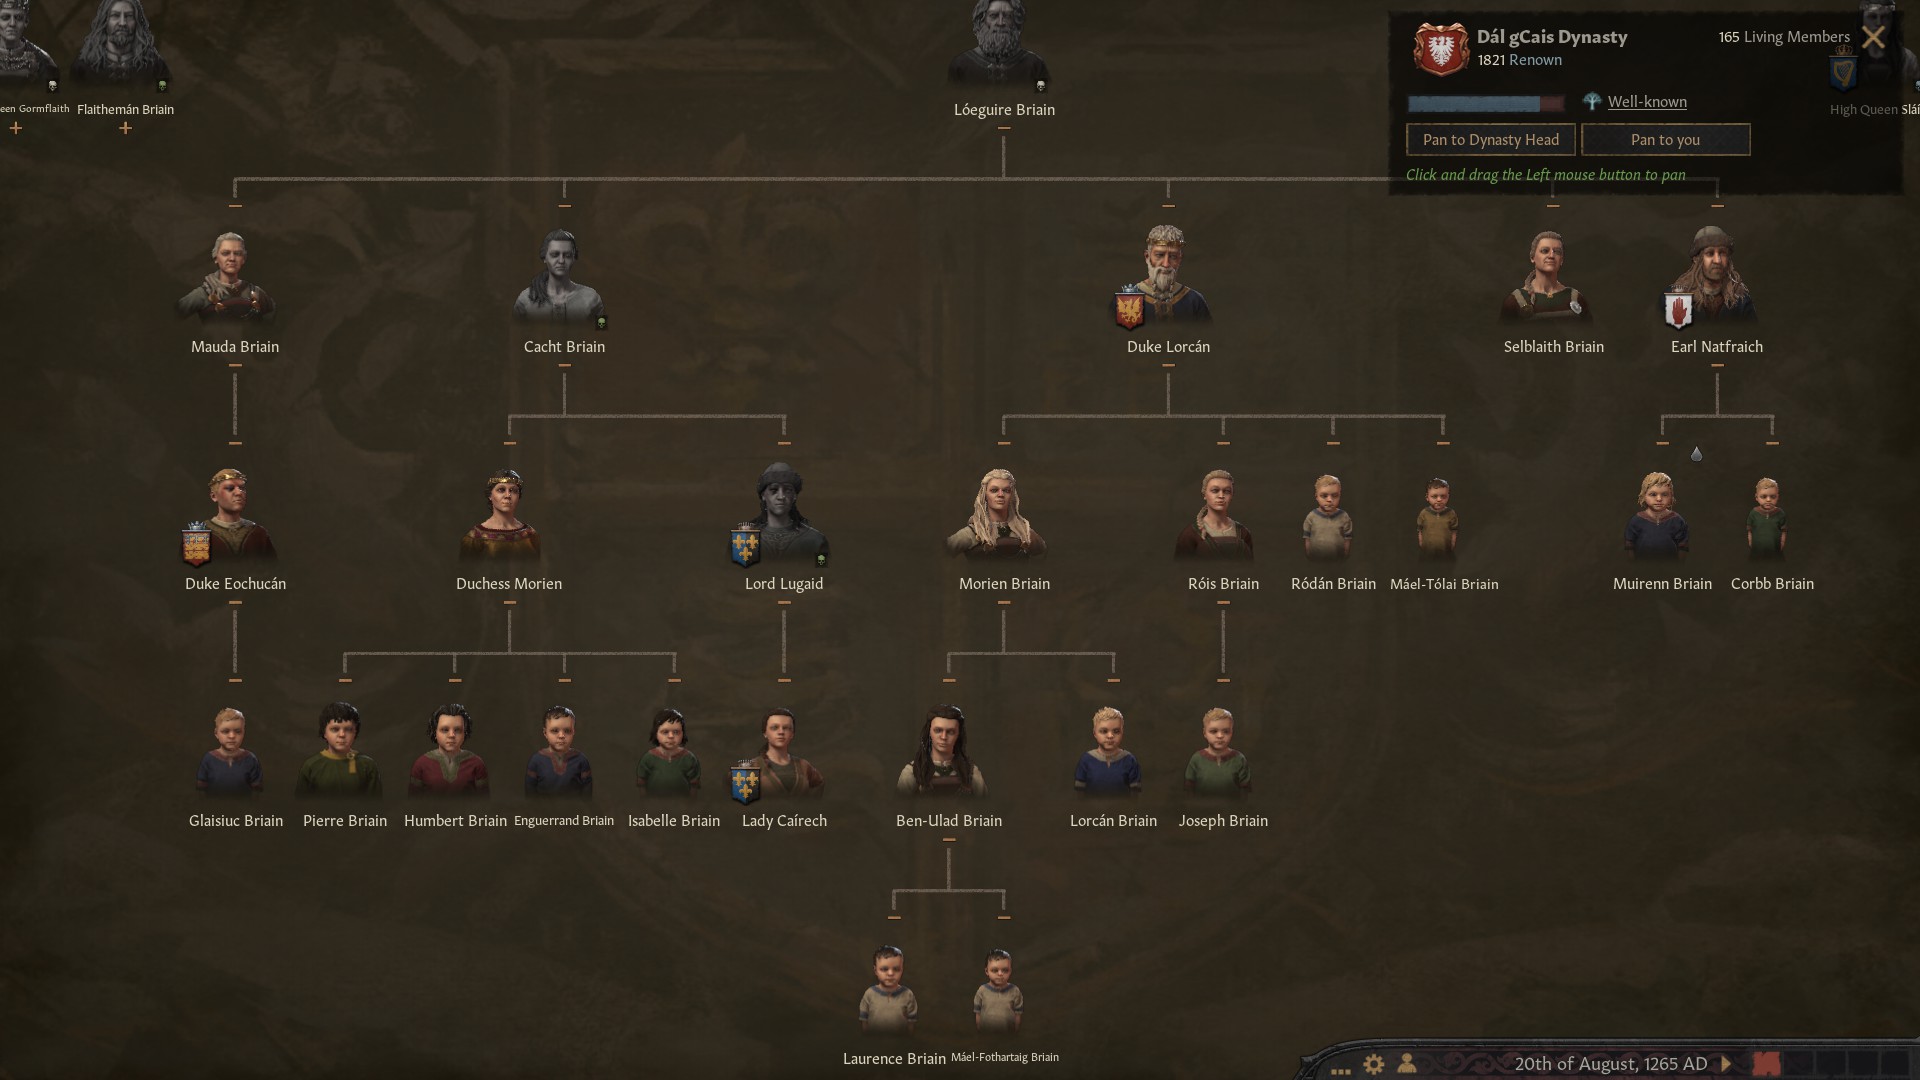 Dál gCais Dynasty
165 Living Members
1821 Renown
Well-known
Pan to Dynasty Head
Pan to you
Click and drag the Left mouse button to pan
een Gormflaith
Flaithemán Briain
Lóeguire Briain
High Queen Slái
Mauda Briain
Cacht Briain
Duke Lorcán
Selblaith Briain
Earl Natfraich
Duke Eochucán
Duchess Morien
Lord Lugaid
Morien Briain
Róis Briain
Ródán Briain
Máel-Tólai Briain
Muirenn Briain
Corbb Briain
Glaisiuc Briain
Pierre Briain
Humbert Briain
Enguerrand Briain
Isabelle Briain
Lady Caírech
Ben-Ulad Briain
Lorcán Briain
Joseph Briain
Laurence Briain
Máel-Fothartaig Briain
20th of August, 1265 AD